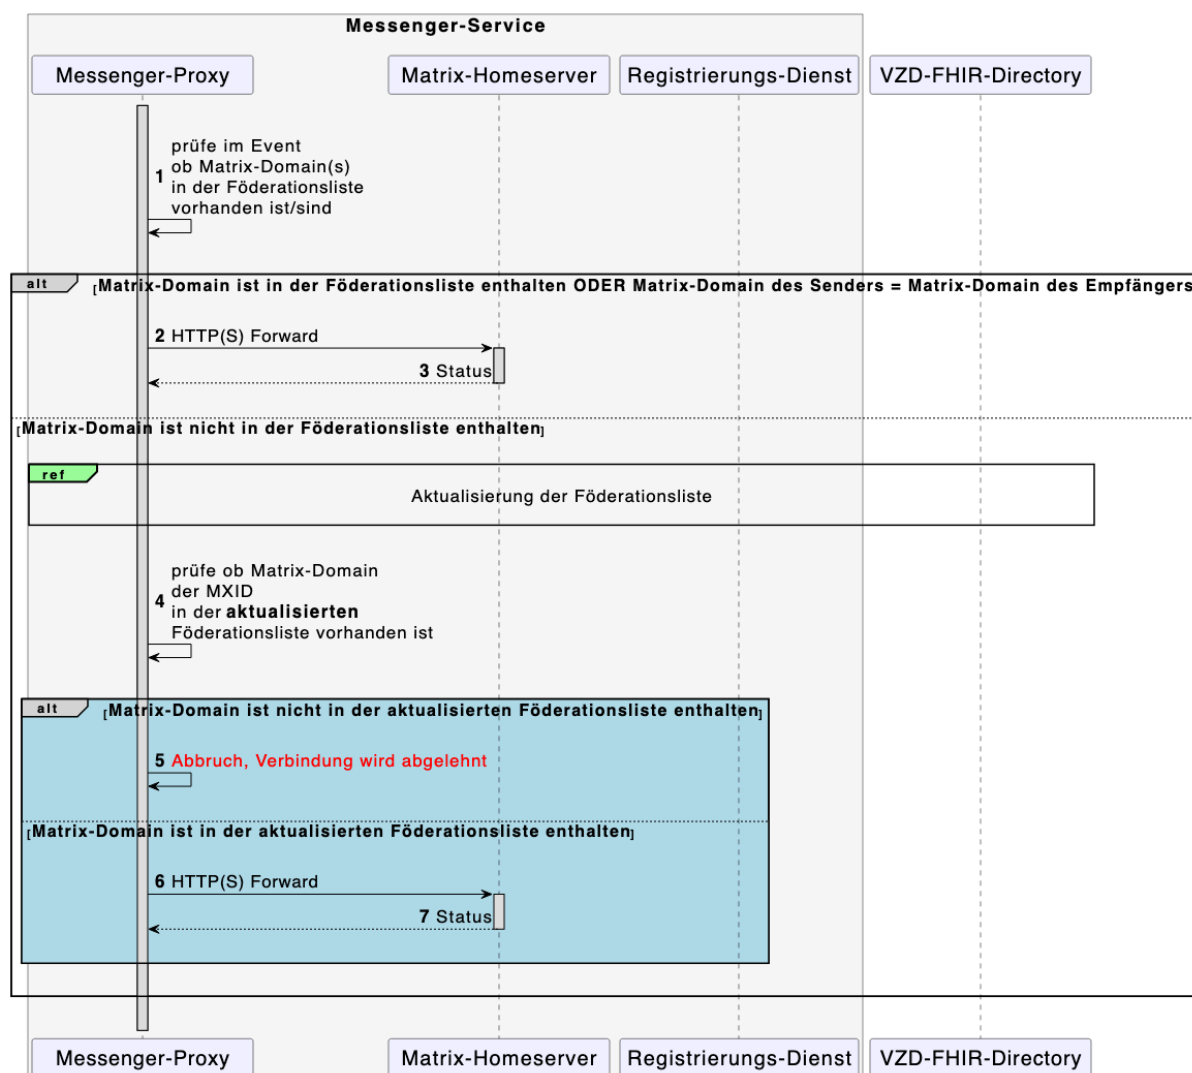 Messenger-Service
Messenger-Proxy
Matrix-Homeserver
Registrierungs-Dienst
VZD-FHIR-Directory
prüfe im Event
ob Matrix-Domain(s)
1
in der Föderationsliste
vorhanden ist/sind
alt
[Matrix-Domain ist in der Föderationsliste enthalten ODER Matrix-Domain des Senders = Matrix-Domain des Empfängers
2 HTTP(S) Forward
3 Status
[Matrix-Domain ist nicht in der Föderationsliste enthalten]
ref
Aktualisierung der Föderationsliste
prüfe ob Matrix-Domain
der MXID
4
in der aktualisierten
Föderationsliste vorhanden ist
alt
[Matrix-Domain ist nicht in der aktualisierten Föderationsliste enthalten]
5 Abbruch, Verbindung wird abgelehnt
[Matrix-Domain ist in der aktualisierten Föderationsliste enthalten]
6 HTTP(S) Forward
7 Status
Messenger-Proxy
Matrix-Homeserver
Registrierungs-Dienst
VZD-FHIR-Directory